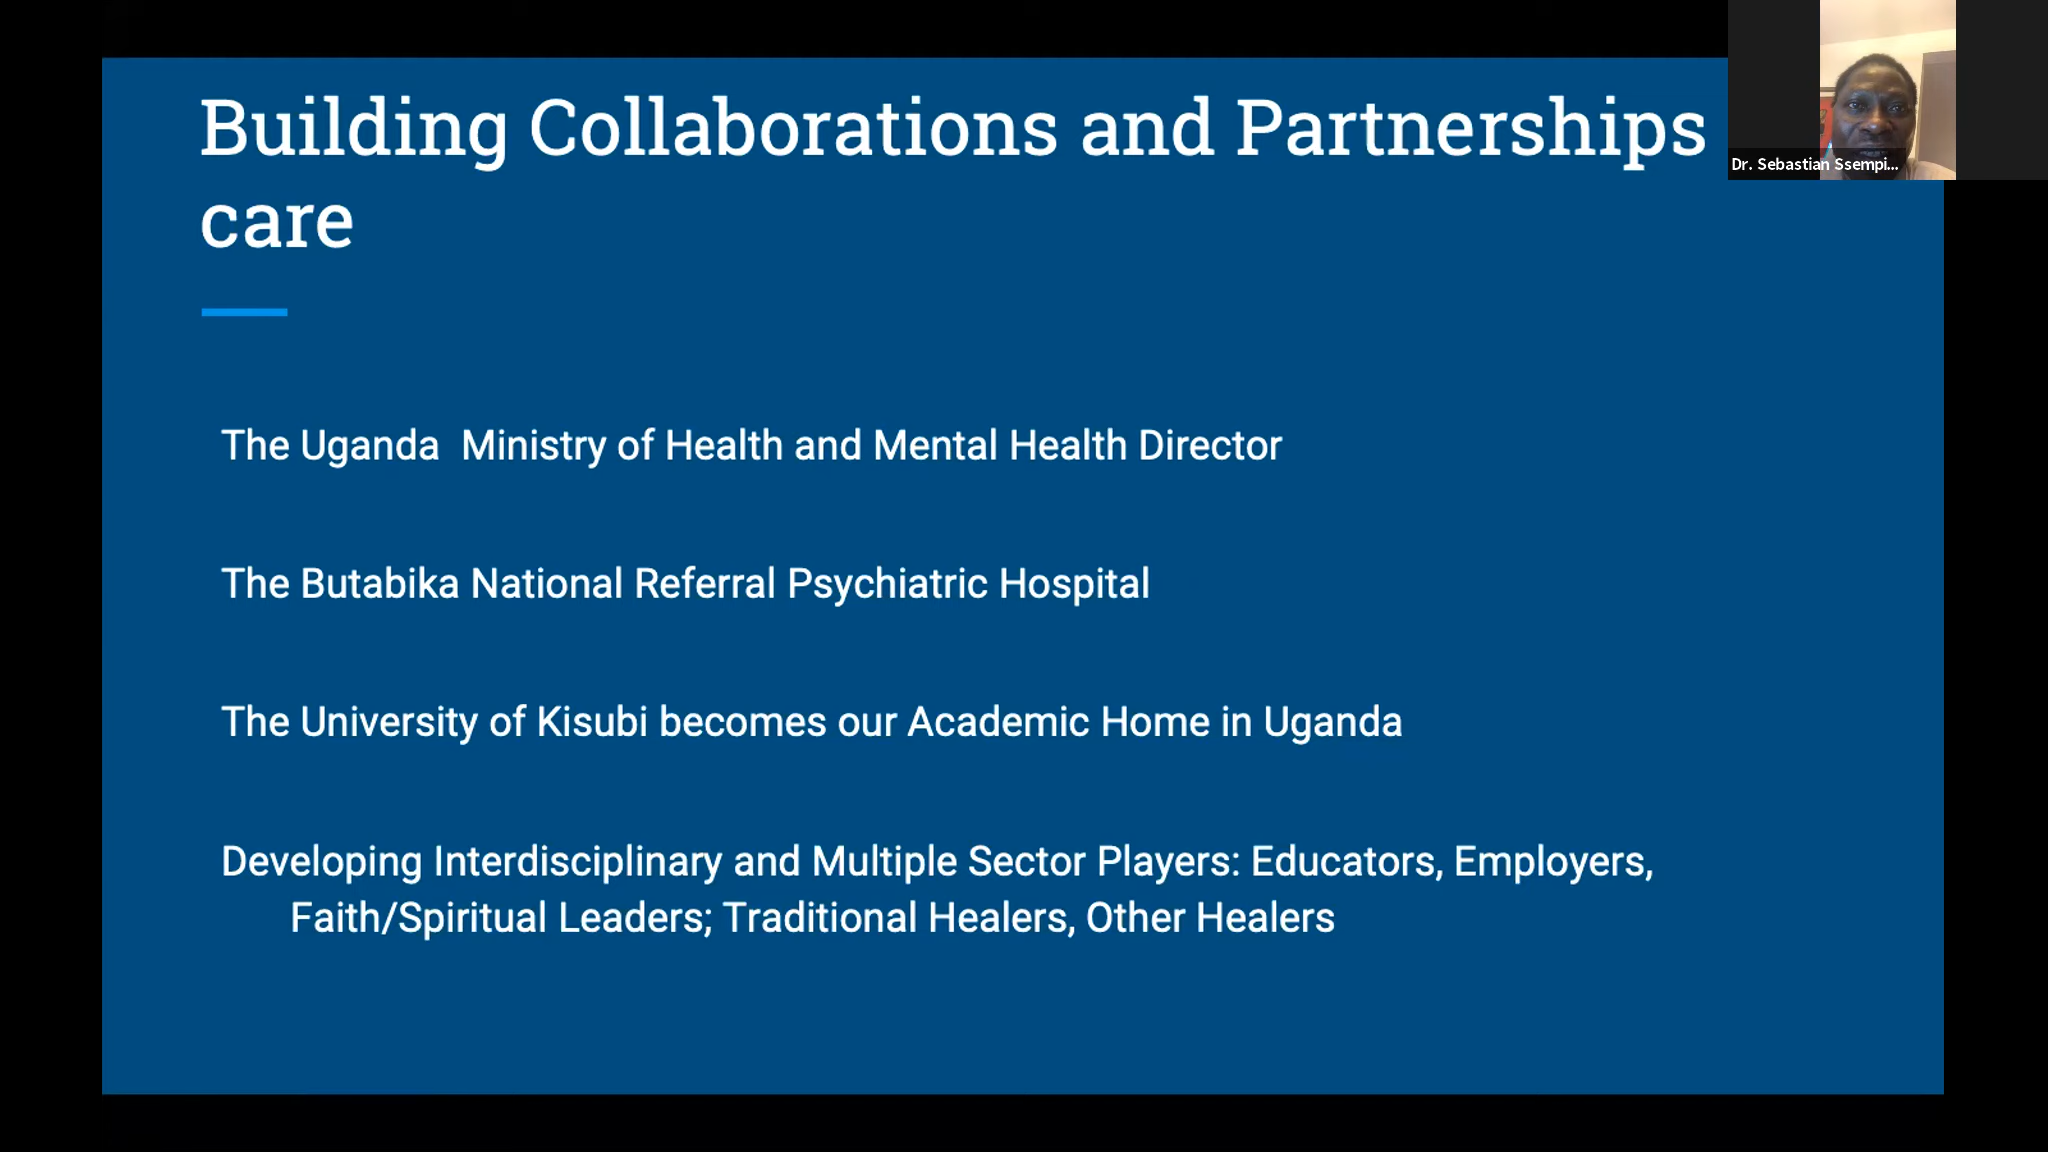 Building Collaborations and Partnerships
care
Dr. Sebastian Ssempi...
The Uganda Ministry of Health and Mental Health Director
The Butabika National Referral Psychiatric Hospital
The University of Kisubi becomes our Academic Home in Uganda
Developing Interdisciplinary and Multiple Sector Players: Educators, Employers,
Faith/Spiritual Leaders; Traditional Healers, Other Healers